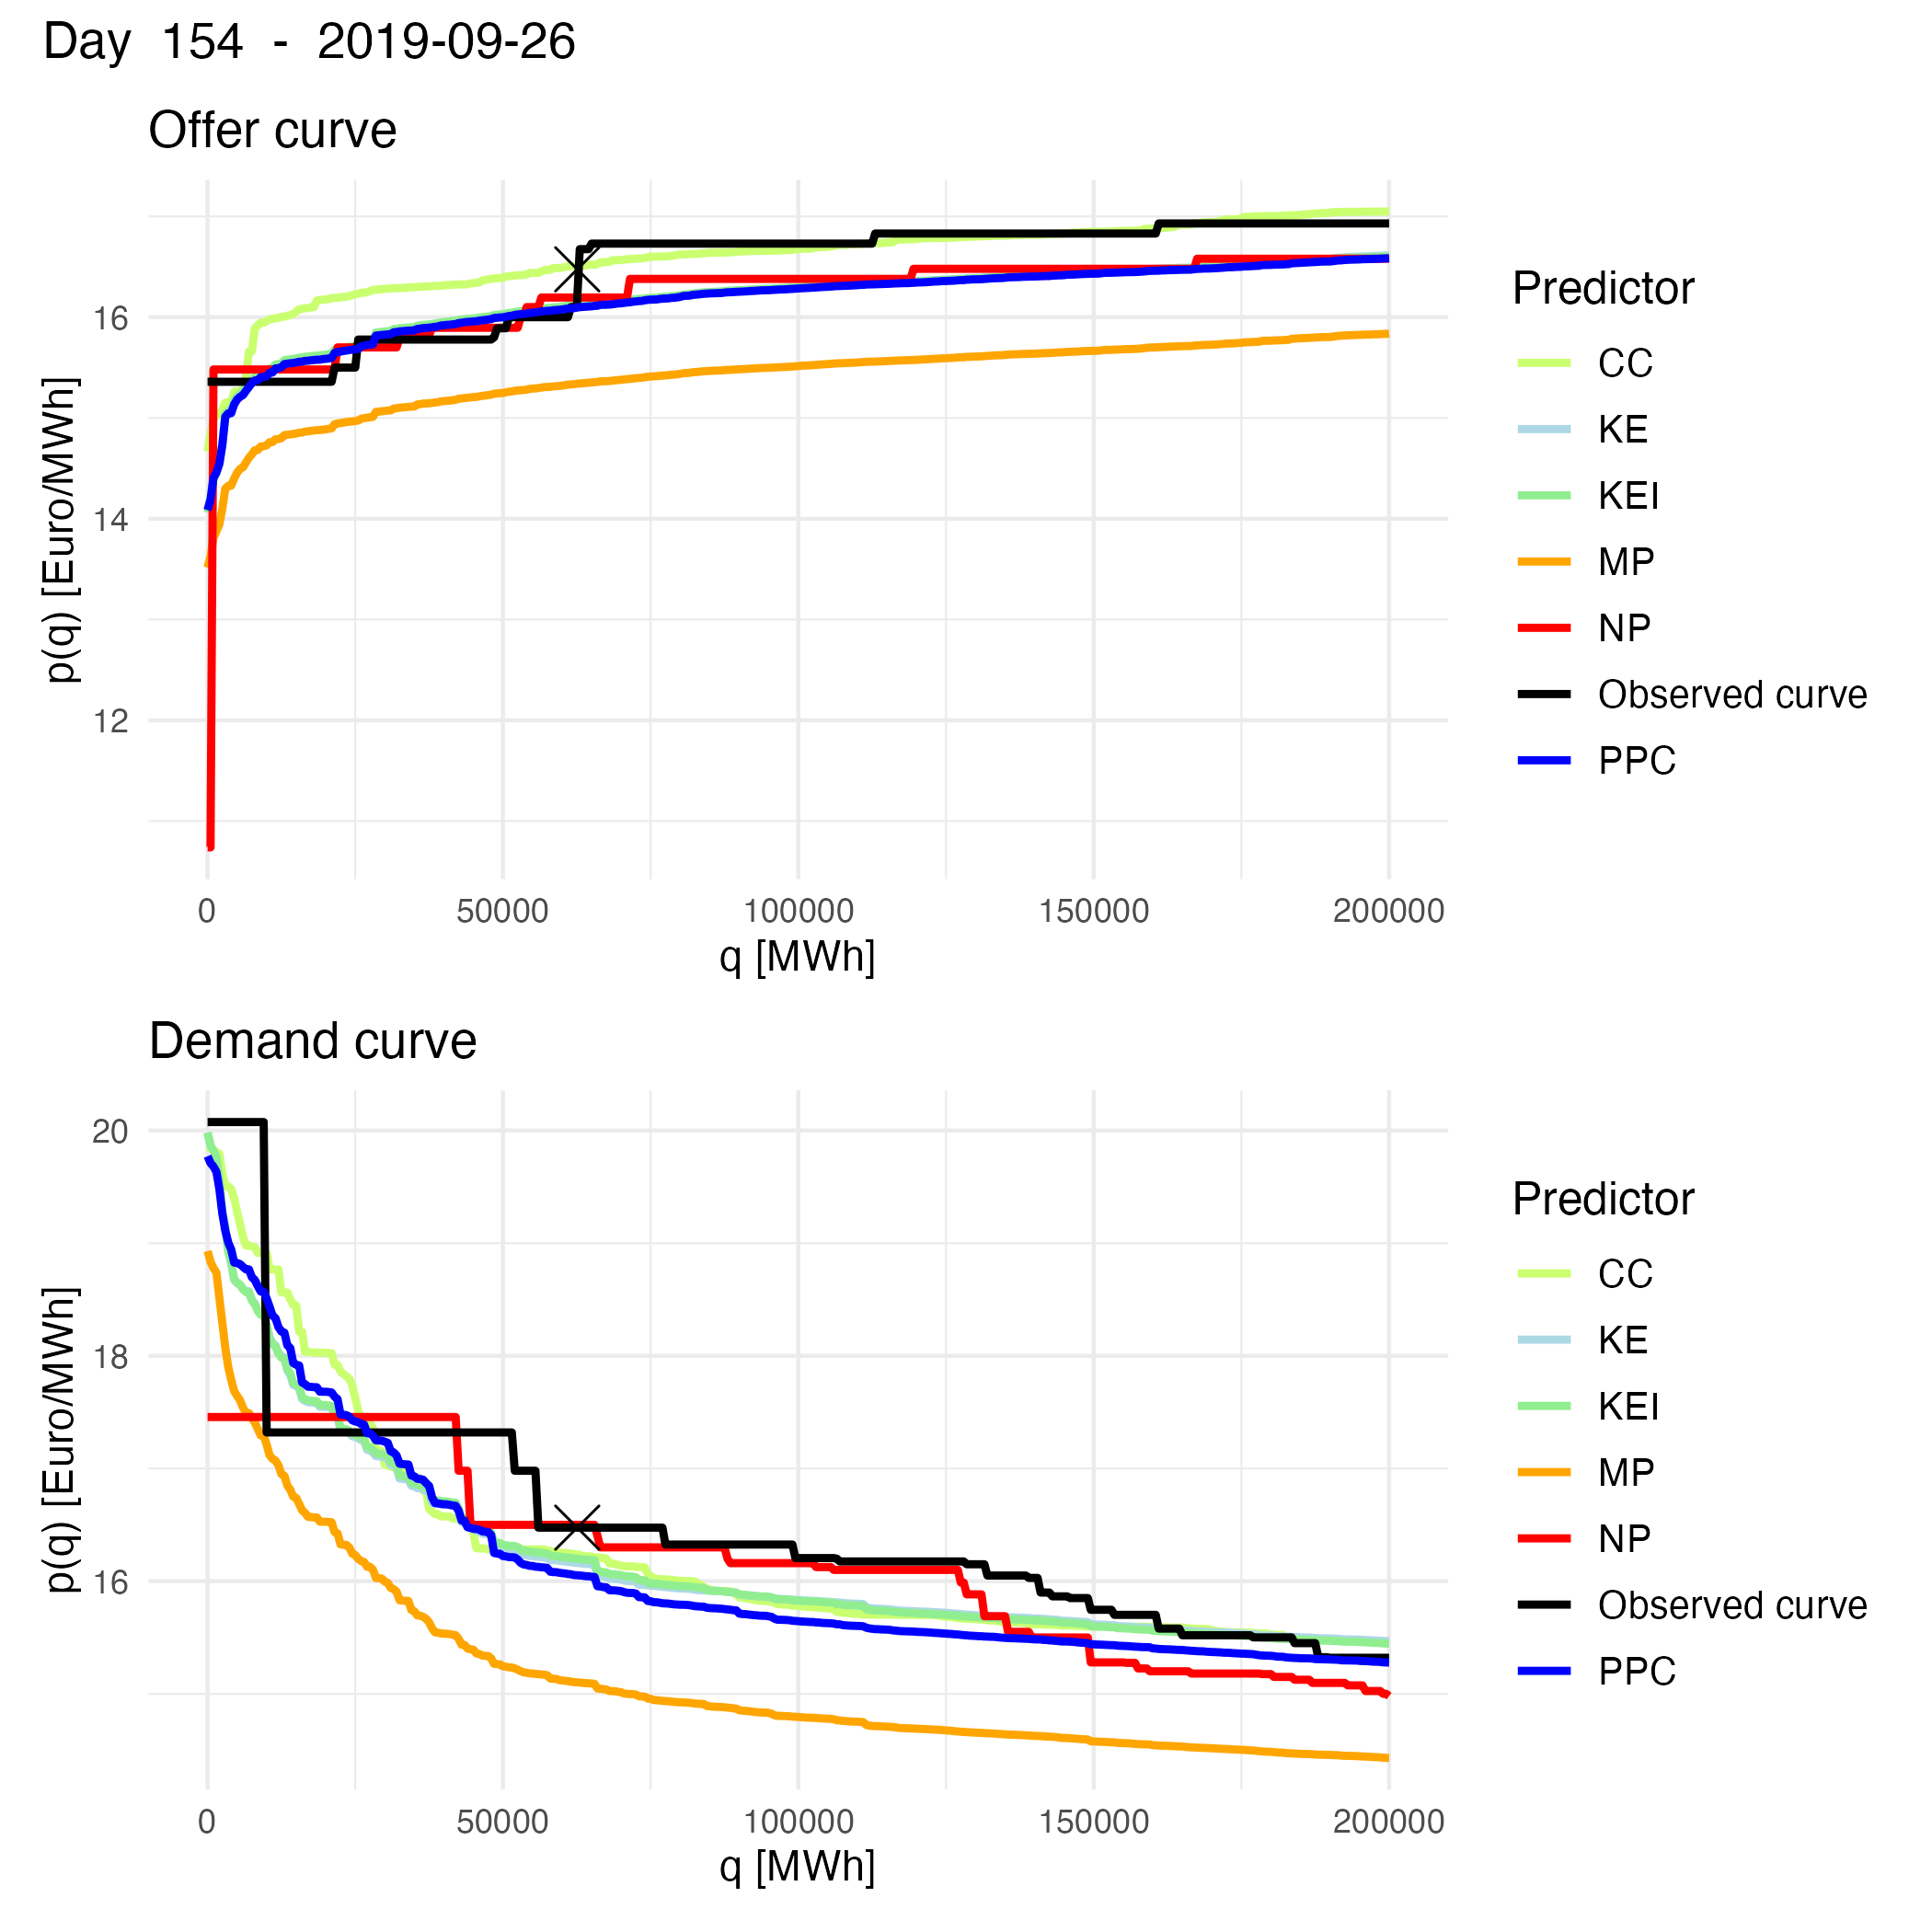 Day 154 - 2019-09-26
Offer curve
p(q) [Euro/MWh]
16
14
12
0 50000 100000 150000 200000
q [MWh]
Predictor
CC
KE
KEI
MP
NP
Observed curve
PPC
Demand curve
p(q) [Euro/MWh]
20
18
16
0 50000 100000 150000 200000
q [MWh]
Predictor
CC
KE
KEI
MP
NP
Observed curve
PPC